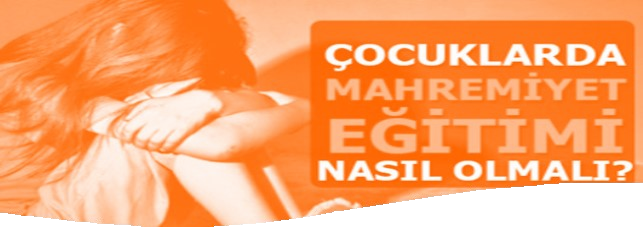 ÇOCUKLARDA
MAHREMİYET
EĞİTİMİ
NASIL OLMALI?